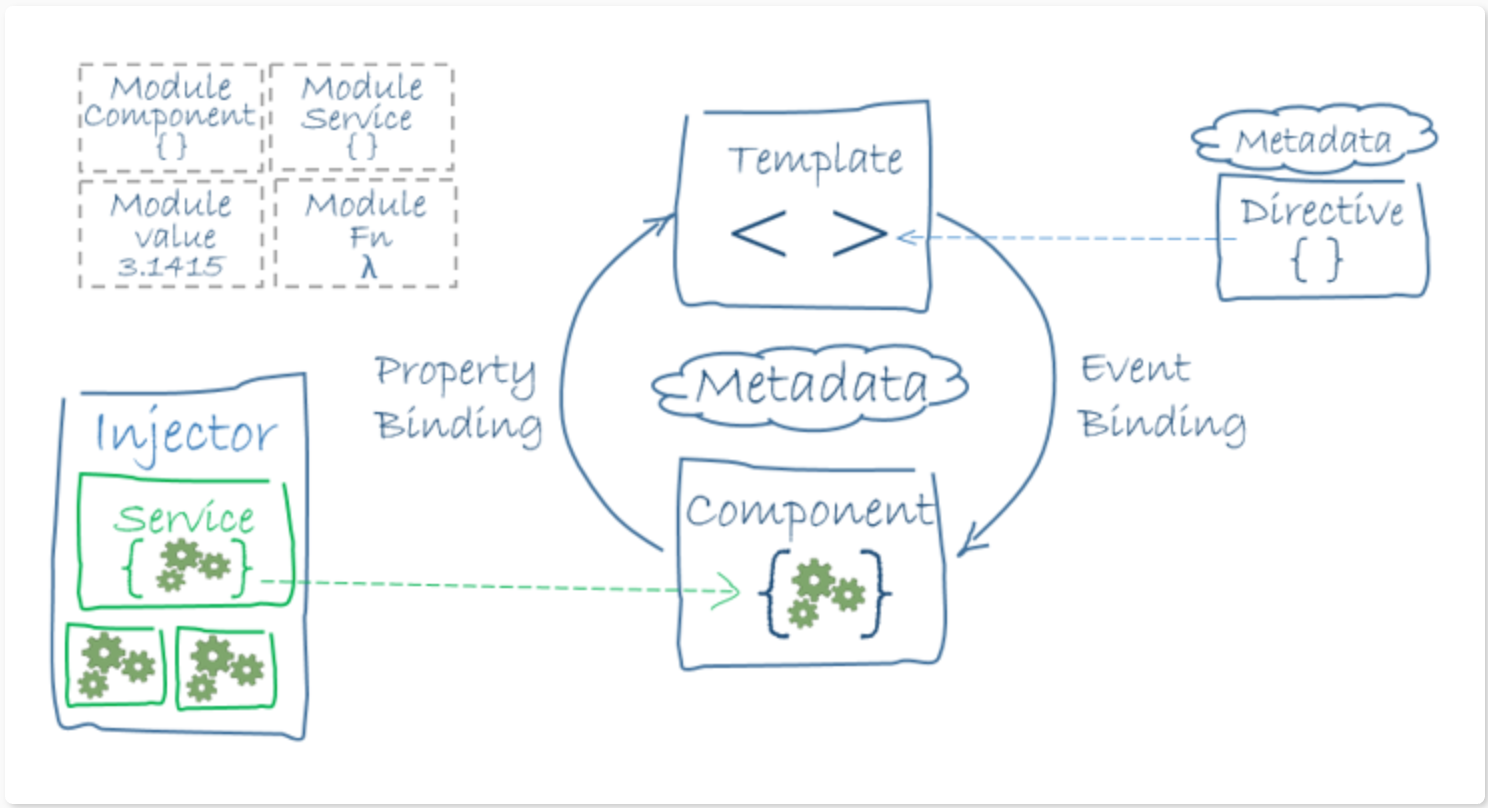 Module
Component
{ }
Module
Service
{ }
Module
value
3.1415
Module
Fn
λ
Template
< >
Metadata
Directive
{ }
Property
Binding
Metadata
Event
Binding
Injector
Service
{ }
Component
{ }